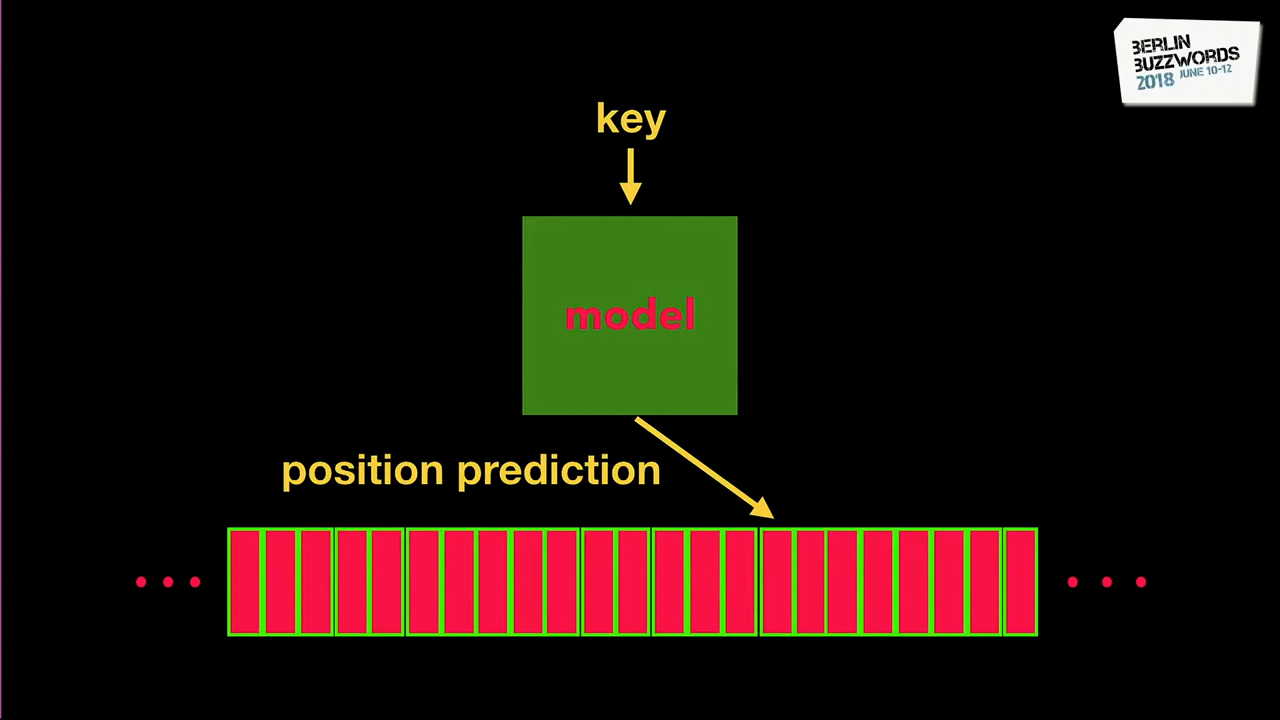 BERLIN
BUZZWORDS
2018 JUNE 10-12
key
model
position prediction